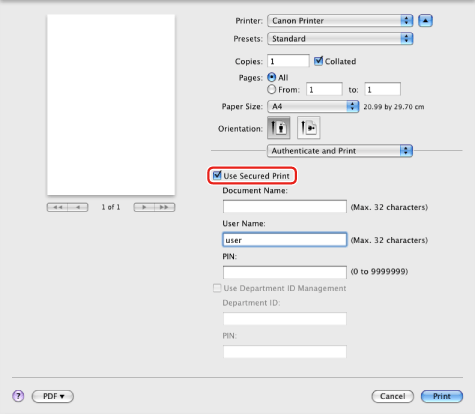 Printer: Canon Printer
Presets: Standard
Copies: 1 Collated
Pages: All
From: 1 to: 1
Paper Size: A4 20.99 by 29.70 cm
Orientation:
Authenticate and Print
Use Secured Print
Document Name:
(Max. 32 characters)
User Name:
user (Max. 32 characters)
PIN:
(0 to 9999999)
Use Department ID Management
Department ID:
PIN:
1 of 1
? PDF ▾ Cancel Print